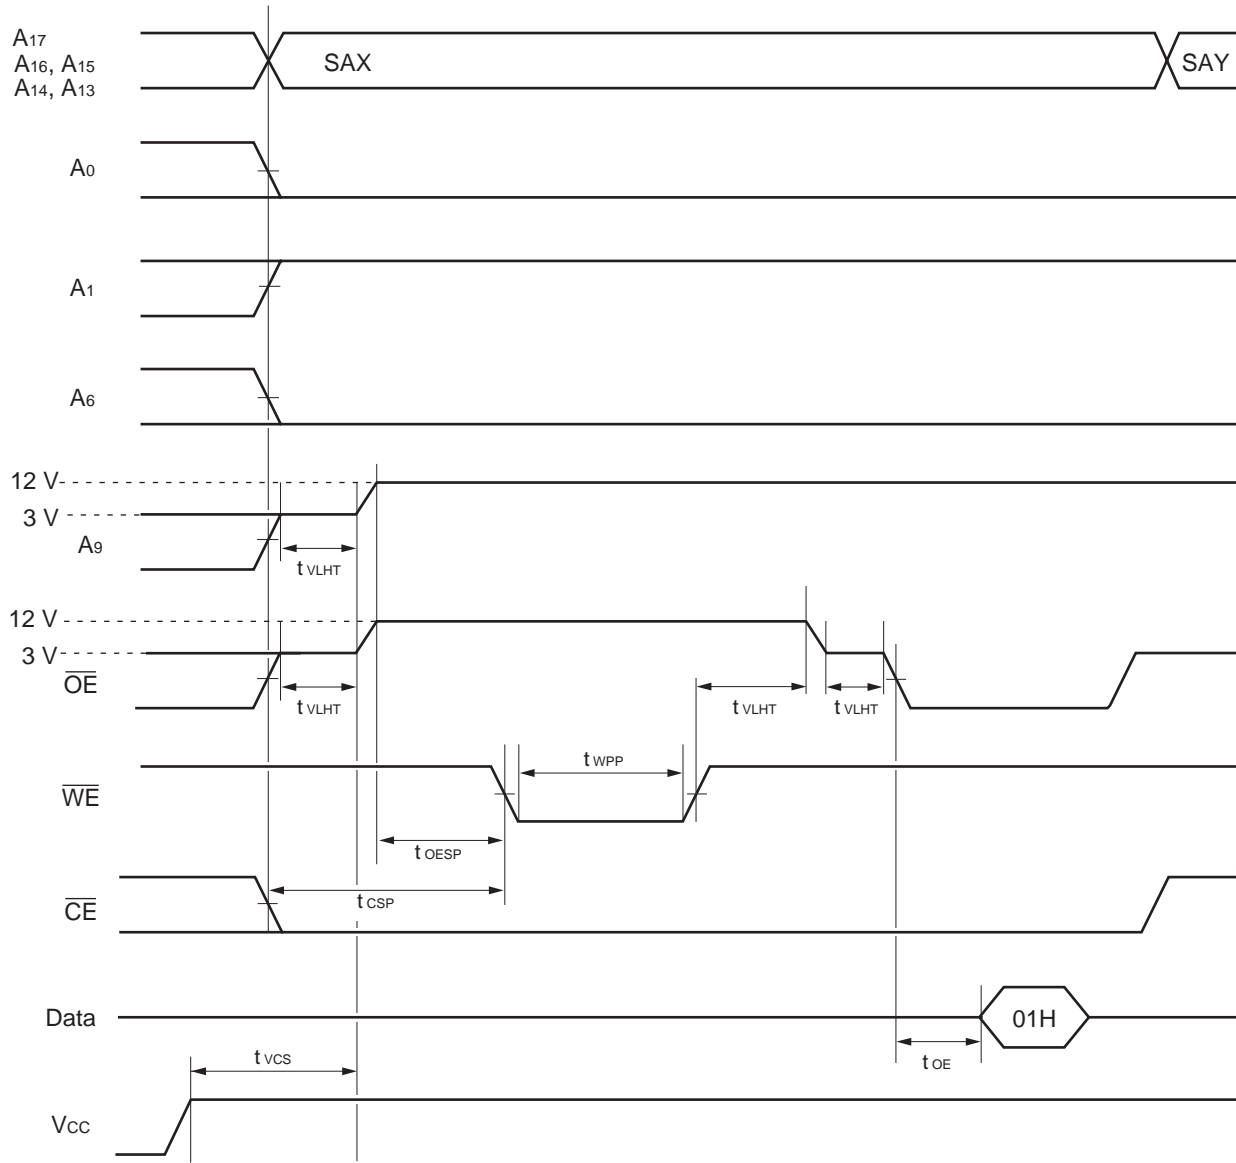 A17
A16, A15
A14, A13
SAX
SAY
A0
A1
A6
12 V
3 V
A9
t VLHT
12 V
3 V
OE
t VLHT
t VLHT
t VLHT
t WPP
WE
t OESP
t CSP
CE
Data
01H
t OE
t VCS
VCC